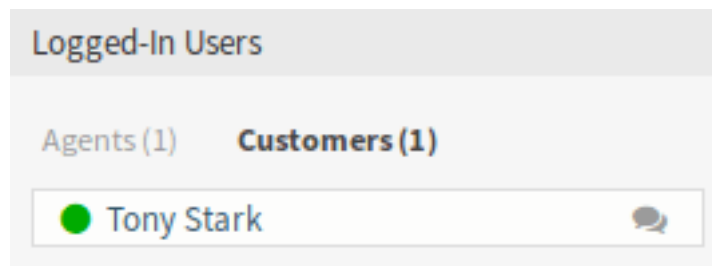 Logged-In Users
Agents (1) Customers (1)
Tony Stark